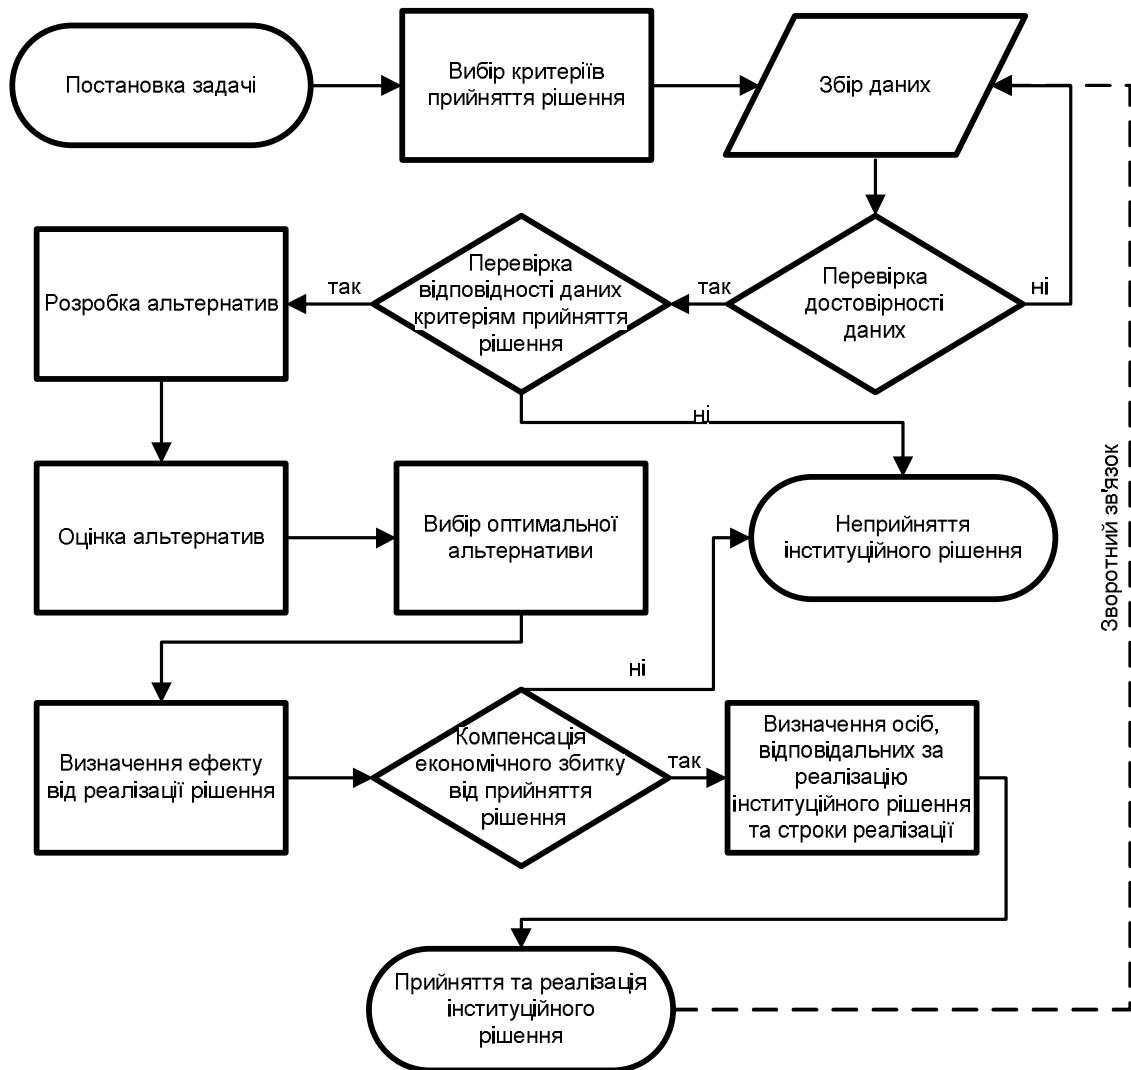 Постановка задачі
Вибір критеріїв
прийняття рішення
Збір даних
Розробка альтернатив
так
Перевірка
відповідності даних
критеріям прийняття
рішення
так
Перевірка
достовірності
даних
ні
ні
Оцінка альтернатив
Вибір оптимальної
альтернативи
Неприйняття
інституційного рішення
Зворотний зв'язок
ні
Визначення ефекту
від реалізації рішення
Компенсація
економічного збитку
від прийняття
рішення
так
Визначення осіб,
відповідальних за
реалізацію
інституційного рішення
та строки реалізації
Прийняття та реалізація
інституційного
рішення